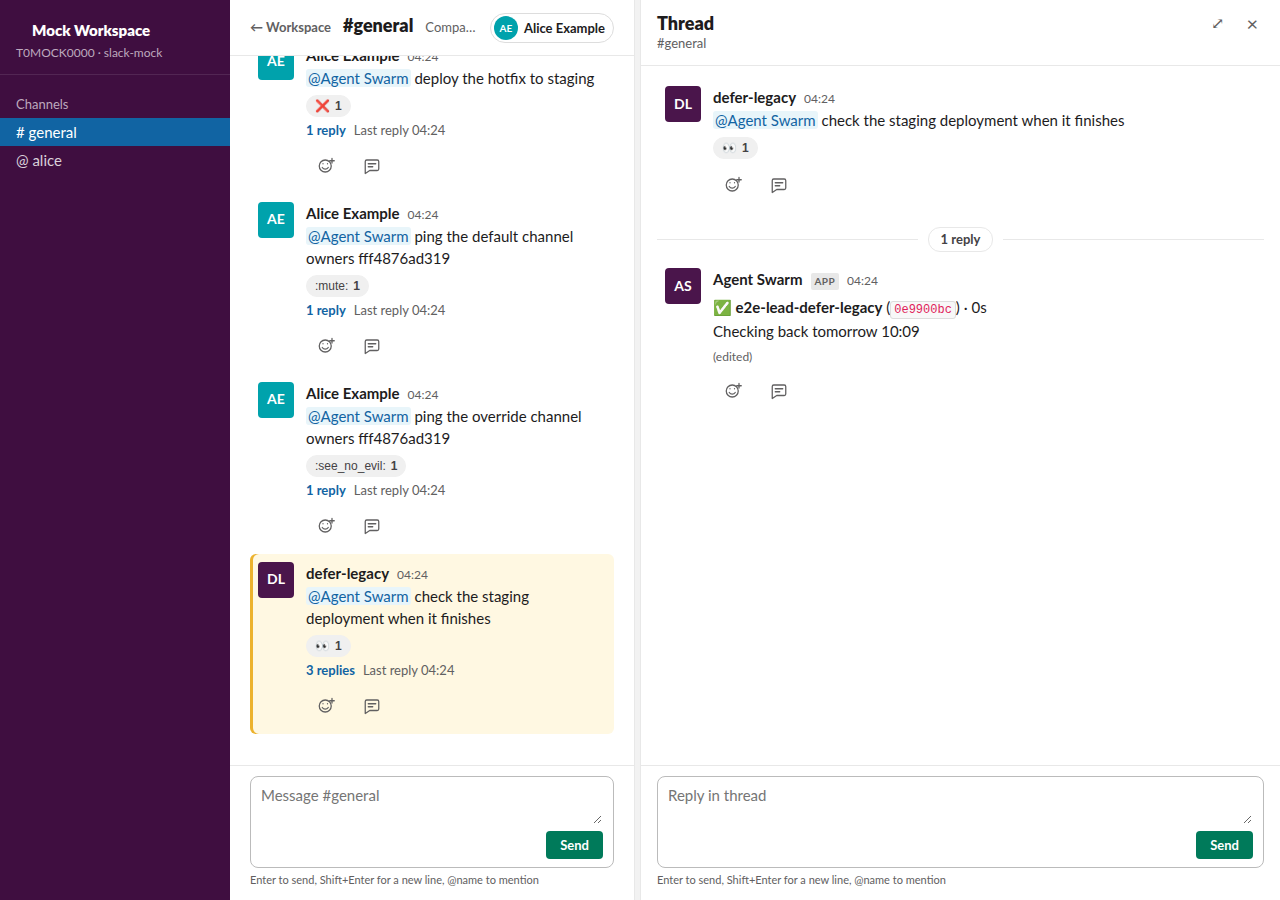 Mock Workspace
T0MOCK0000 · slack-mock
Channels
# general
@ alice
← Workspace #general Compa... AE Alice Example
AE Alice Example 04:24
@Agent Swarm deploy the hotfix to staging
❌ 1
1 reply Last reply 04:24
AE Alice Example 04:24
@Agent Swarm ping the default channel
owners fff4876ad319
:mute: 1
1 reply Last reply 04:24
AE Alice Example 04:24
@Agent Swarm ping the override channel
owners fff4876ad319
:see_no_evil: 1
1 reply Last reply 04:24
DL defer-legacy 04:24
@Agent Swarm check the staging
deployment when it finishes
👀 1
3 replies Last reply 04:24
Message #general
Send
Enter to send, Shift+Enter for a new line, @name to mention
Thread
#general
DL defer-legacy 04:24
@Agent Swarm check the staging deployment when it finishes
👀 1
1 reply
AS Agent Swarm APP 04:24
✅ e2e-lead-defer-legacy (0e9900bc) · 0s
Checking back tomorrow 10:09
(edited)
Reply in thread
Send
Enter to send, Shift+Enter for a new line, @name to mention